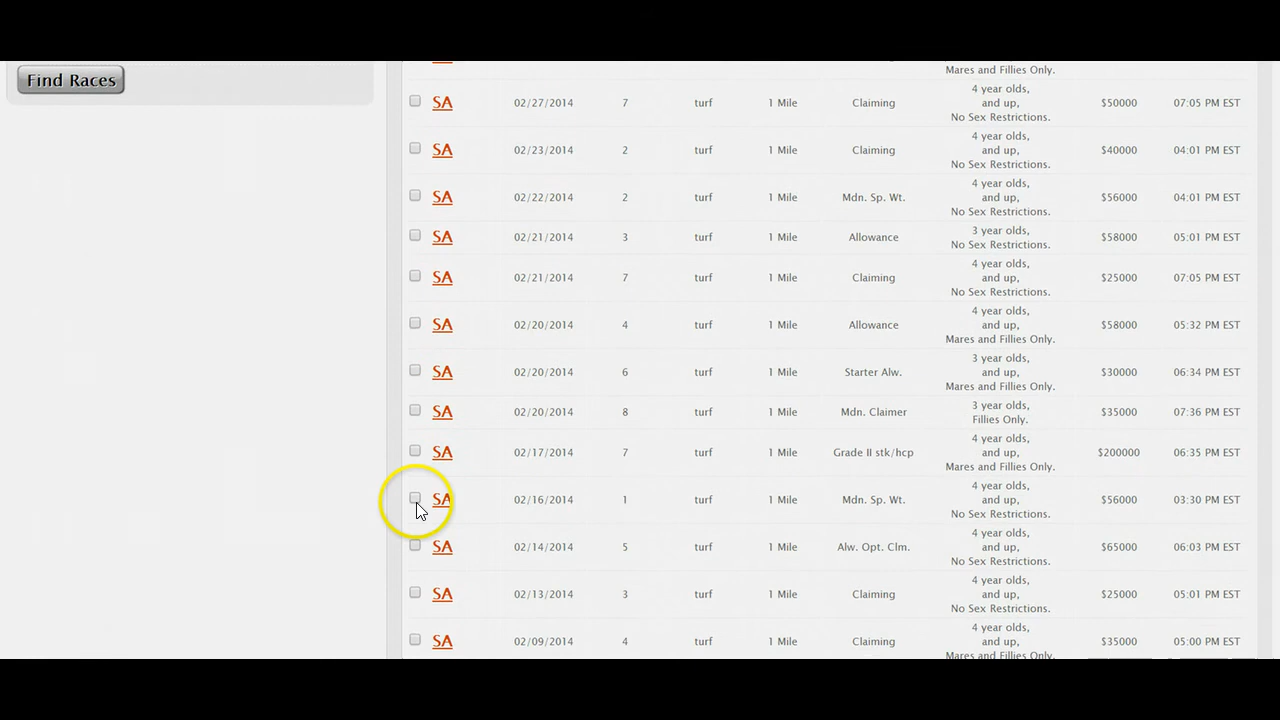 Find Races
Mares and Fillies Only.
SA 02/27/2014 7 turf 1 Mile Claiming 4 year olds, and up, No Sex Restrictions. $50000 07:05 PM EST
SA 02/23/2014 2 turf 1 Mile Claiming 4 year olds, and up, No Sex Restrictions. $40000 04:01 PM EST
SA 02/22/2014 2 turf 1 Mile Mdn. Sp. Wt. 4 year olds, and up, No Sex Restrictions. $56000 04:01 PM EST
SA 02/21/2014 3 turf 1 Mile Allowance 3 year olds, No Sex Restrictions. $58000 05:01 PM EST
SA 02/21/2014 7 turf 1 Mile Claiming 4 year olds, and up, No Sex Restrictions. $25000 07:05 PM EST
SA 02/20/2014 4 turf 1 Mile Allowance 4 year olds, and up, Mares and Fillies Only. $58000 05:32 PM EST
SA 02/20/2014 6 turf 1 Mile Starter Alw. 3 year olds, and up, Mares and Fillies Only. $30000 06:34 PM EST
SA 02/20/2014 8 turf 1 Mile Mdn. Claimer 3 year olds, Fillies Only. $35000 07:36 PM EST
SA 02/17/2014 7 turf 1 Mile Grade II stk/hcp 4 year olds, and up, Mares and Fillies Only. $200000 06:35 PM EST
SA 02/16/2014 1 turf 1 Mile Mdn. Sp. Wt. 4 year olds, and up, No Sex Restrictions. $56000 03:30 PM EST
SA 02/14/2014 5 turf 1 Mile Alw. Opt. Clm. 4 year olds, and up, No Sex Restrictions. $65000 06:03 PM EST
SA 02/13/2014 3 turf 1 Mile Claiming 4 year olds, and up, No Sex Restrictions. $25000 05:01 PM EST
SA 02/09/2014 4 turf 1 Mile Claiming 4 year olds, and up, Mares and Fillies Only. $35000 05:00 PM EST